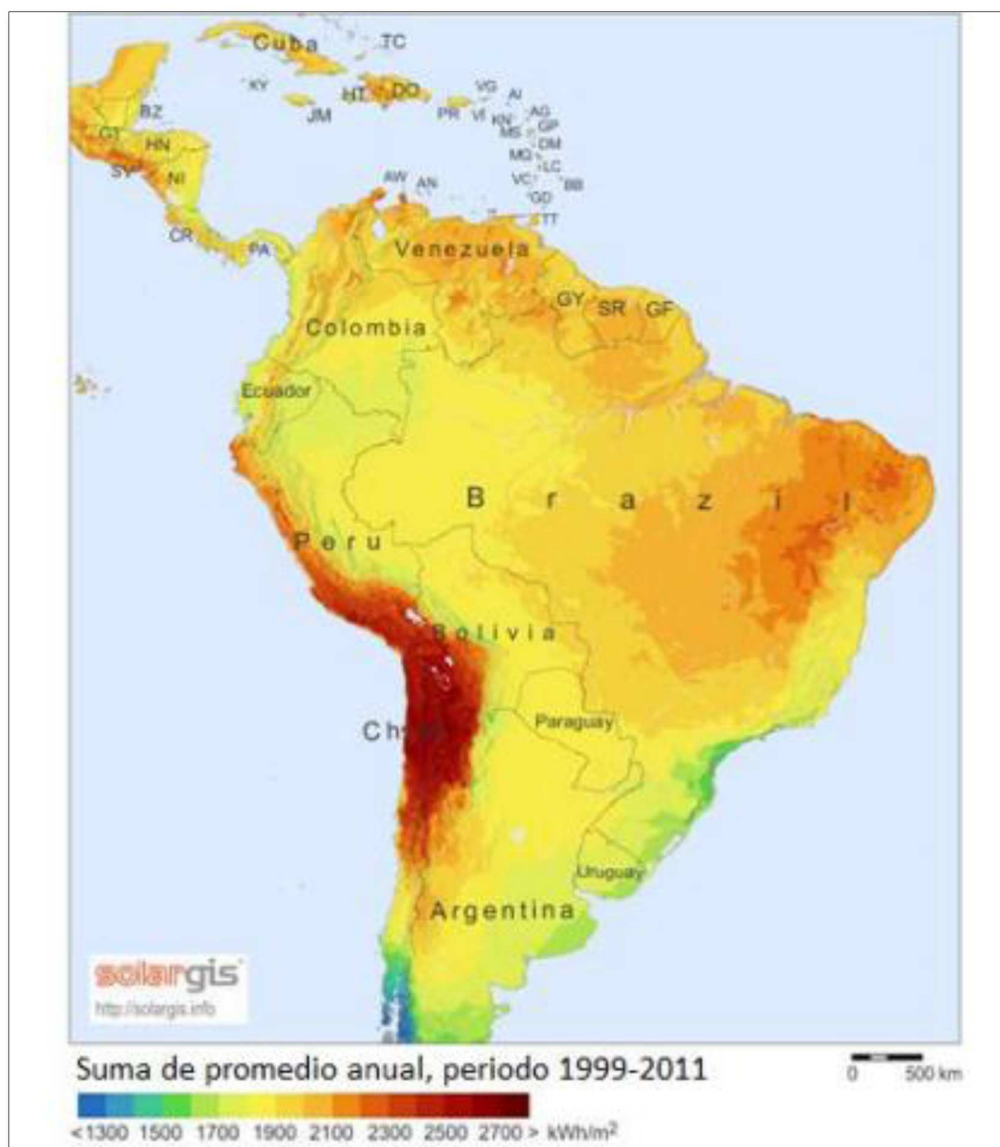 Cuba
TC
KY
HT
DO
JM
PR
VG
VI
AI
KN
AG
MS
GP
DM
MQ
LC
VC
BB
GD
TT
BZ
GT
HN
SV
NI
CR
PA
AW
AN
Venezuela
GY
SR
GF
Colombia
Ecuador
Brazil
Peru
Bolivia
Paraguay
Uruguay
Argentina
solargis
http://solargis.info
Suma de promedio anual, periodo 1999-2011
0 500 km
<1300 1500 1700 1900 2100 2300 2500 2700 > kWh/m²